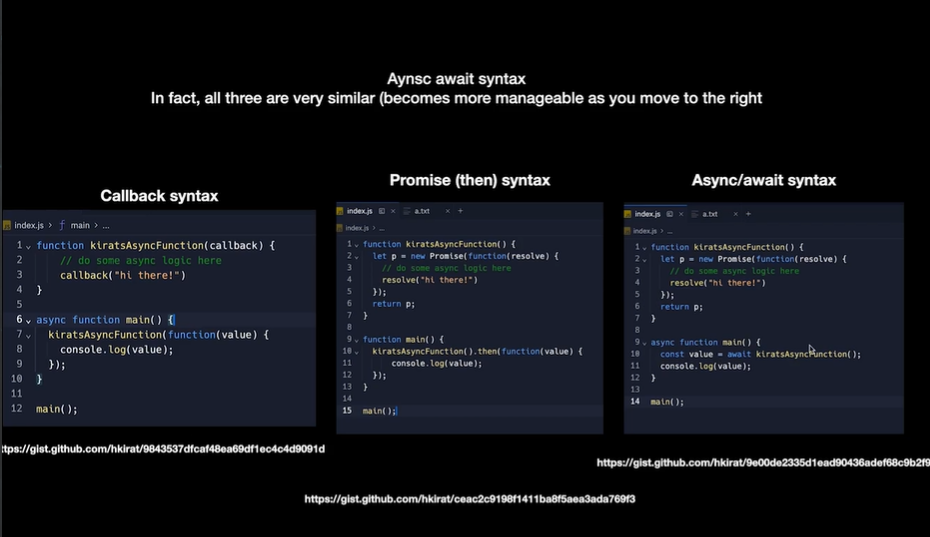 Aynsc await syntax
In fact, all three are very similar (becomes more manageable as you move to the right
Callback syntax
index.js > main > ...
1 function kiratsAsyncFunction(callback) {
2 // do some async logic here
3 callback("hi there!")
4 }
5
6 async function main() {
7 kiratsAsyncFunction(function(value) {
8 console.log(value);
9 });
10 }
11
12 main();
ttps://gist.github.com/hkirat/9843537dfcaf48ea69df1ec4c4d9091d
Promise (then) syntax
index.js a.txt
index.js > ...
1 function kiratsAsyncFunction() {
2 let p = new Promise(function(resolve) {
3 // do some async logic here
4 resolve("hi there!")
5 });
6 return p;
7 }
8
9 function main() {
10 kiratsAsyncFunction().then(function(value) {
11 console.log(value);
12 });
13 }
14
15 main();
https://gist.github.com/hkirat/ceac2c9198f1411ba8f5aea3ada769f3
Async/await syntax
index.js a.txt
index.js > ...
1 function kiratsAsyncFunction() {
2 let p = new Promise(function(resolve) {
3 // do some async logic here
4 resolve("hi there!")
5 });
6 return p;
7 }
8
9 async function main() {
10 const value = await kiratsAsyncFunction();
11 console.log(value);
12 }
13
14 main();
https://gist.github.com/hkirat/9e00de2335d1ead90436adef68c9b2f9